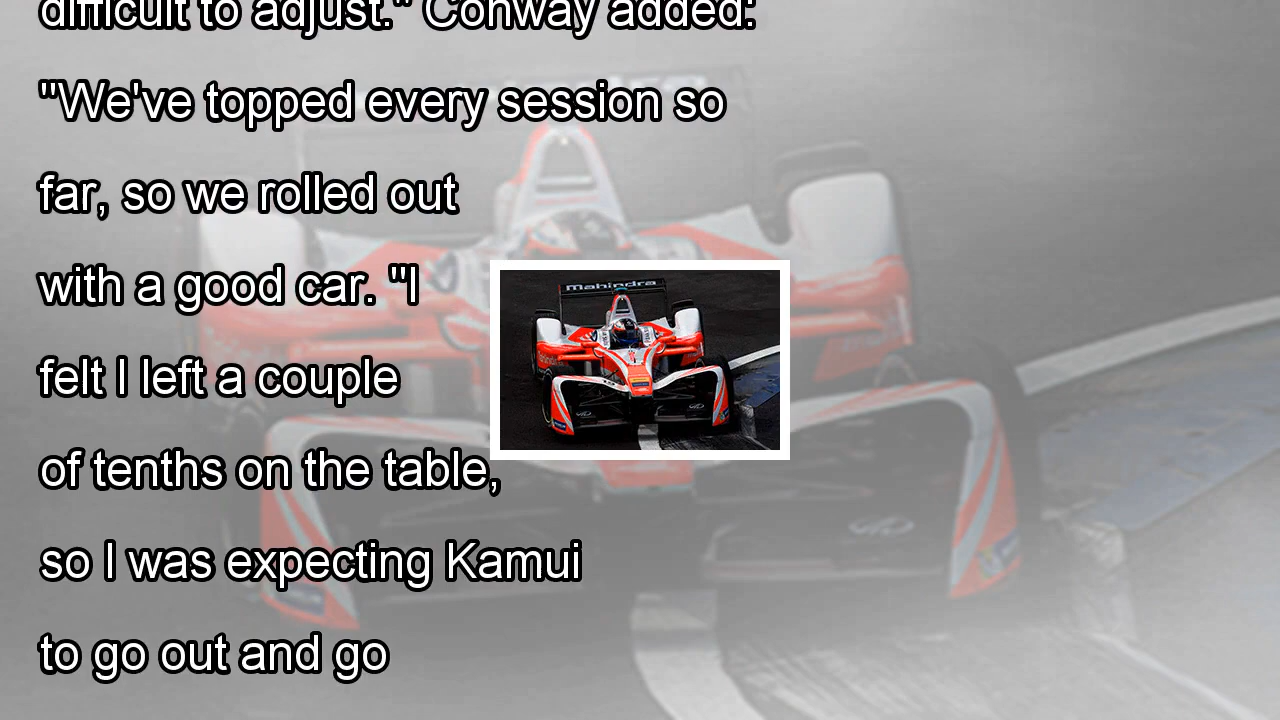 difficult to adjust." Conway added:
"We've topped every session so
far, so we rolled out
with a good car. "I
felt I left a couple
of tenths on the table,
so I was expecting Kamui
to go out and go
Mahindra